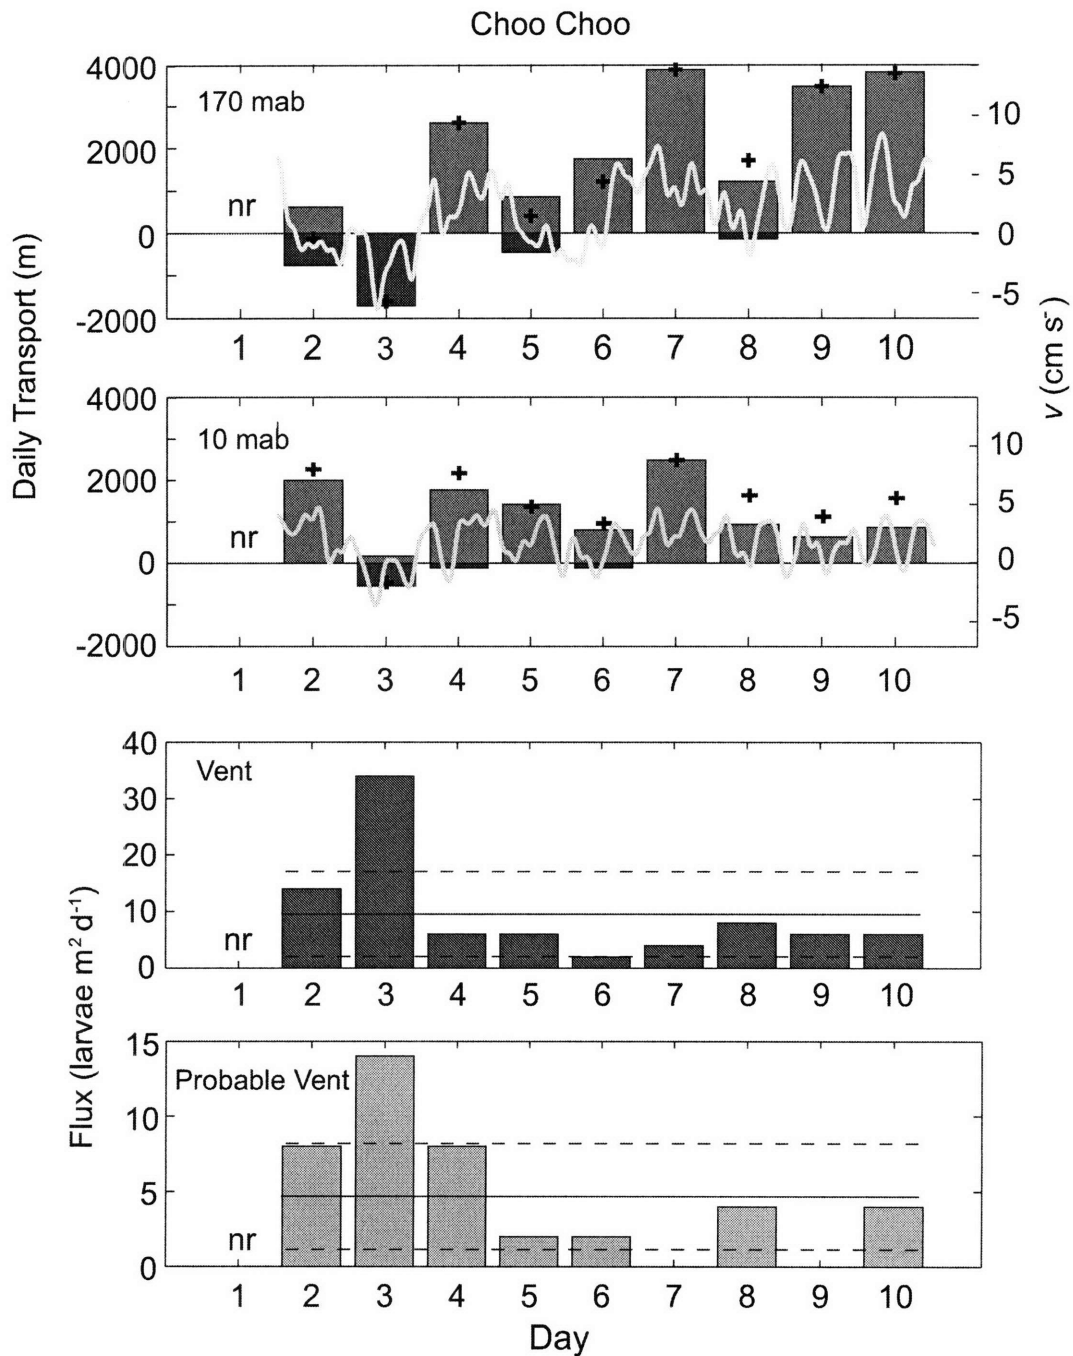 Choo Choo
4000
2000
0
-2000
170 mab
nr
10
5
0
-5
1 2 3 4 5 6 7 8 9 10
Daily Transport (m)
v (cm s-)
4000
2000
0
-2000
10 mab
nr
10
5
0
-5
1 2 3 4 5 6 7 8 9 10
40
30
20
10
0
Vent
nr
1 2 3 4 5 6 7 8 9 10
Flux (larvae m² d⁻¹)
15
10
5
0
Probable Vent
nr
1 2 3 4 5 6 7 8 9 10
Day